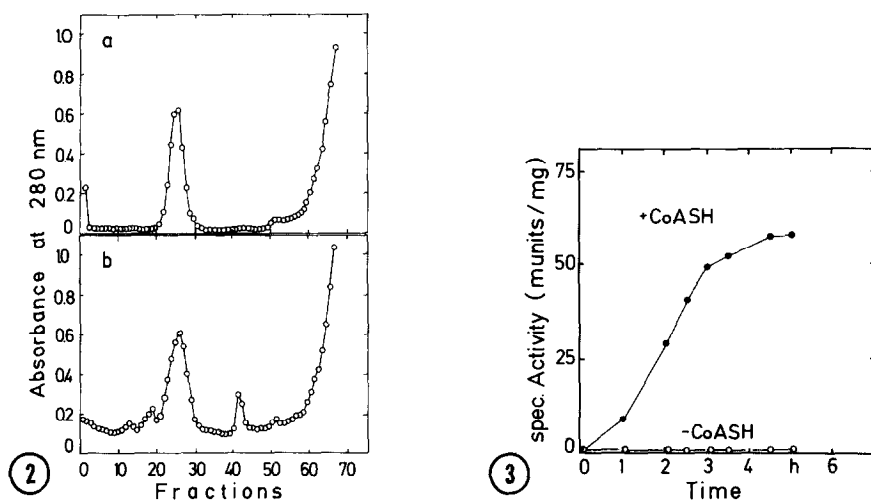 a
1.0
0.8
0.6
0.4
0.2
0
b
1.0
0.8
0.6
0.4
0.2
0
Absorbance at 280 nm
0 10 20 30 40 50 60 70
Fractions
2
75
50
25
0
spec. Activity (munits/mg)
+CoASH
-CoASH
0 1 2 3 4 h 6
Time
3